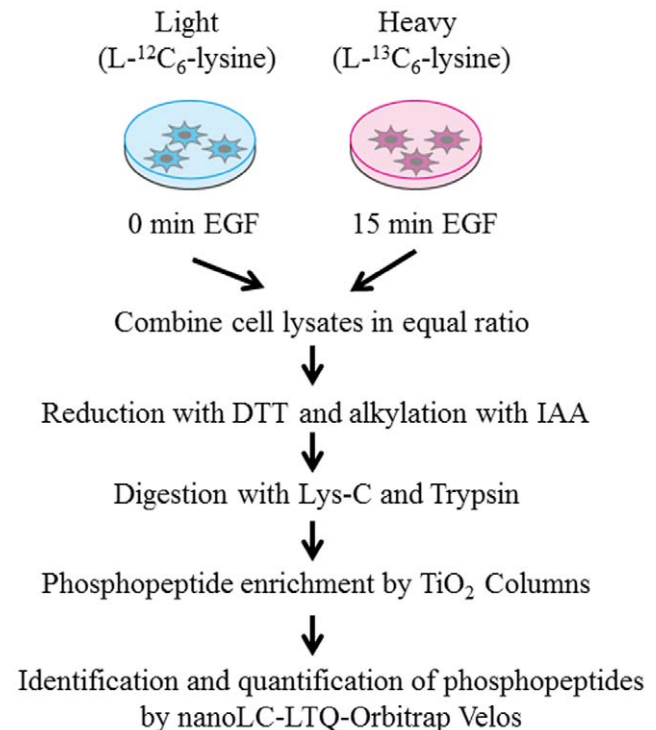 Light
(L-¹²C₆-lysine)
Heavy
(L-¹³C₆-lysine)
0 min EGF
15 min EGF
Combine cell lysates in equal ratio
Reduction with DTT and alkylation with IAA
Digestion with Lys-C and Trypsin
Phosphopeptide enrichment by TiO₂ Columns
Identification and quantification of phosphopeptides
by nanoLC-LTQ-Orbitrap Velos